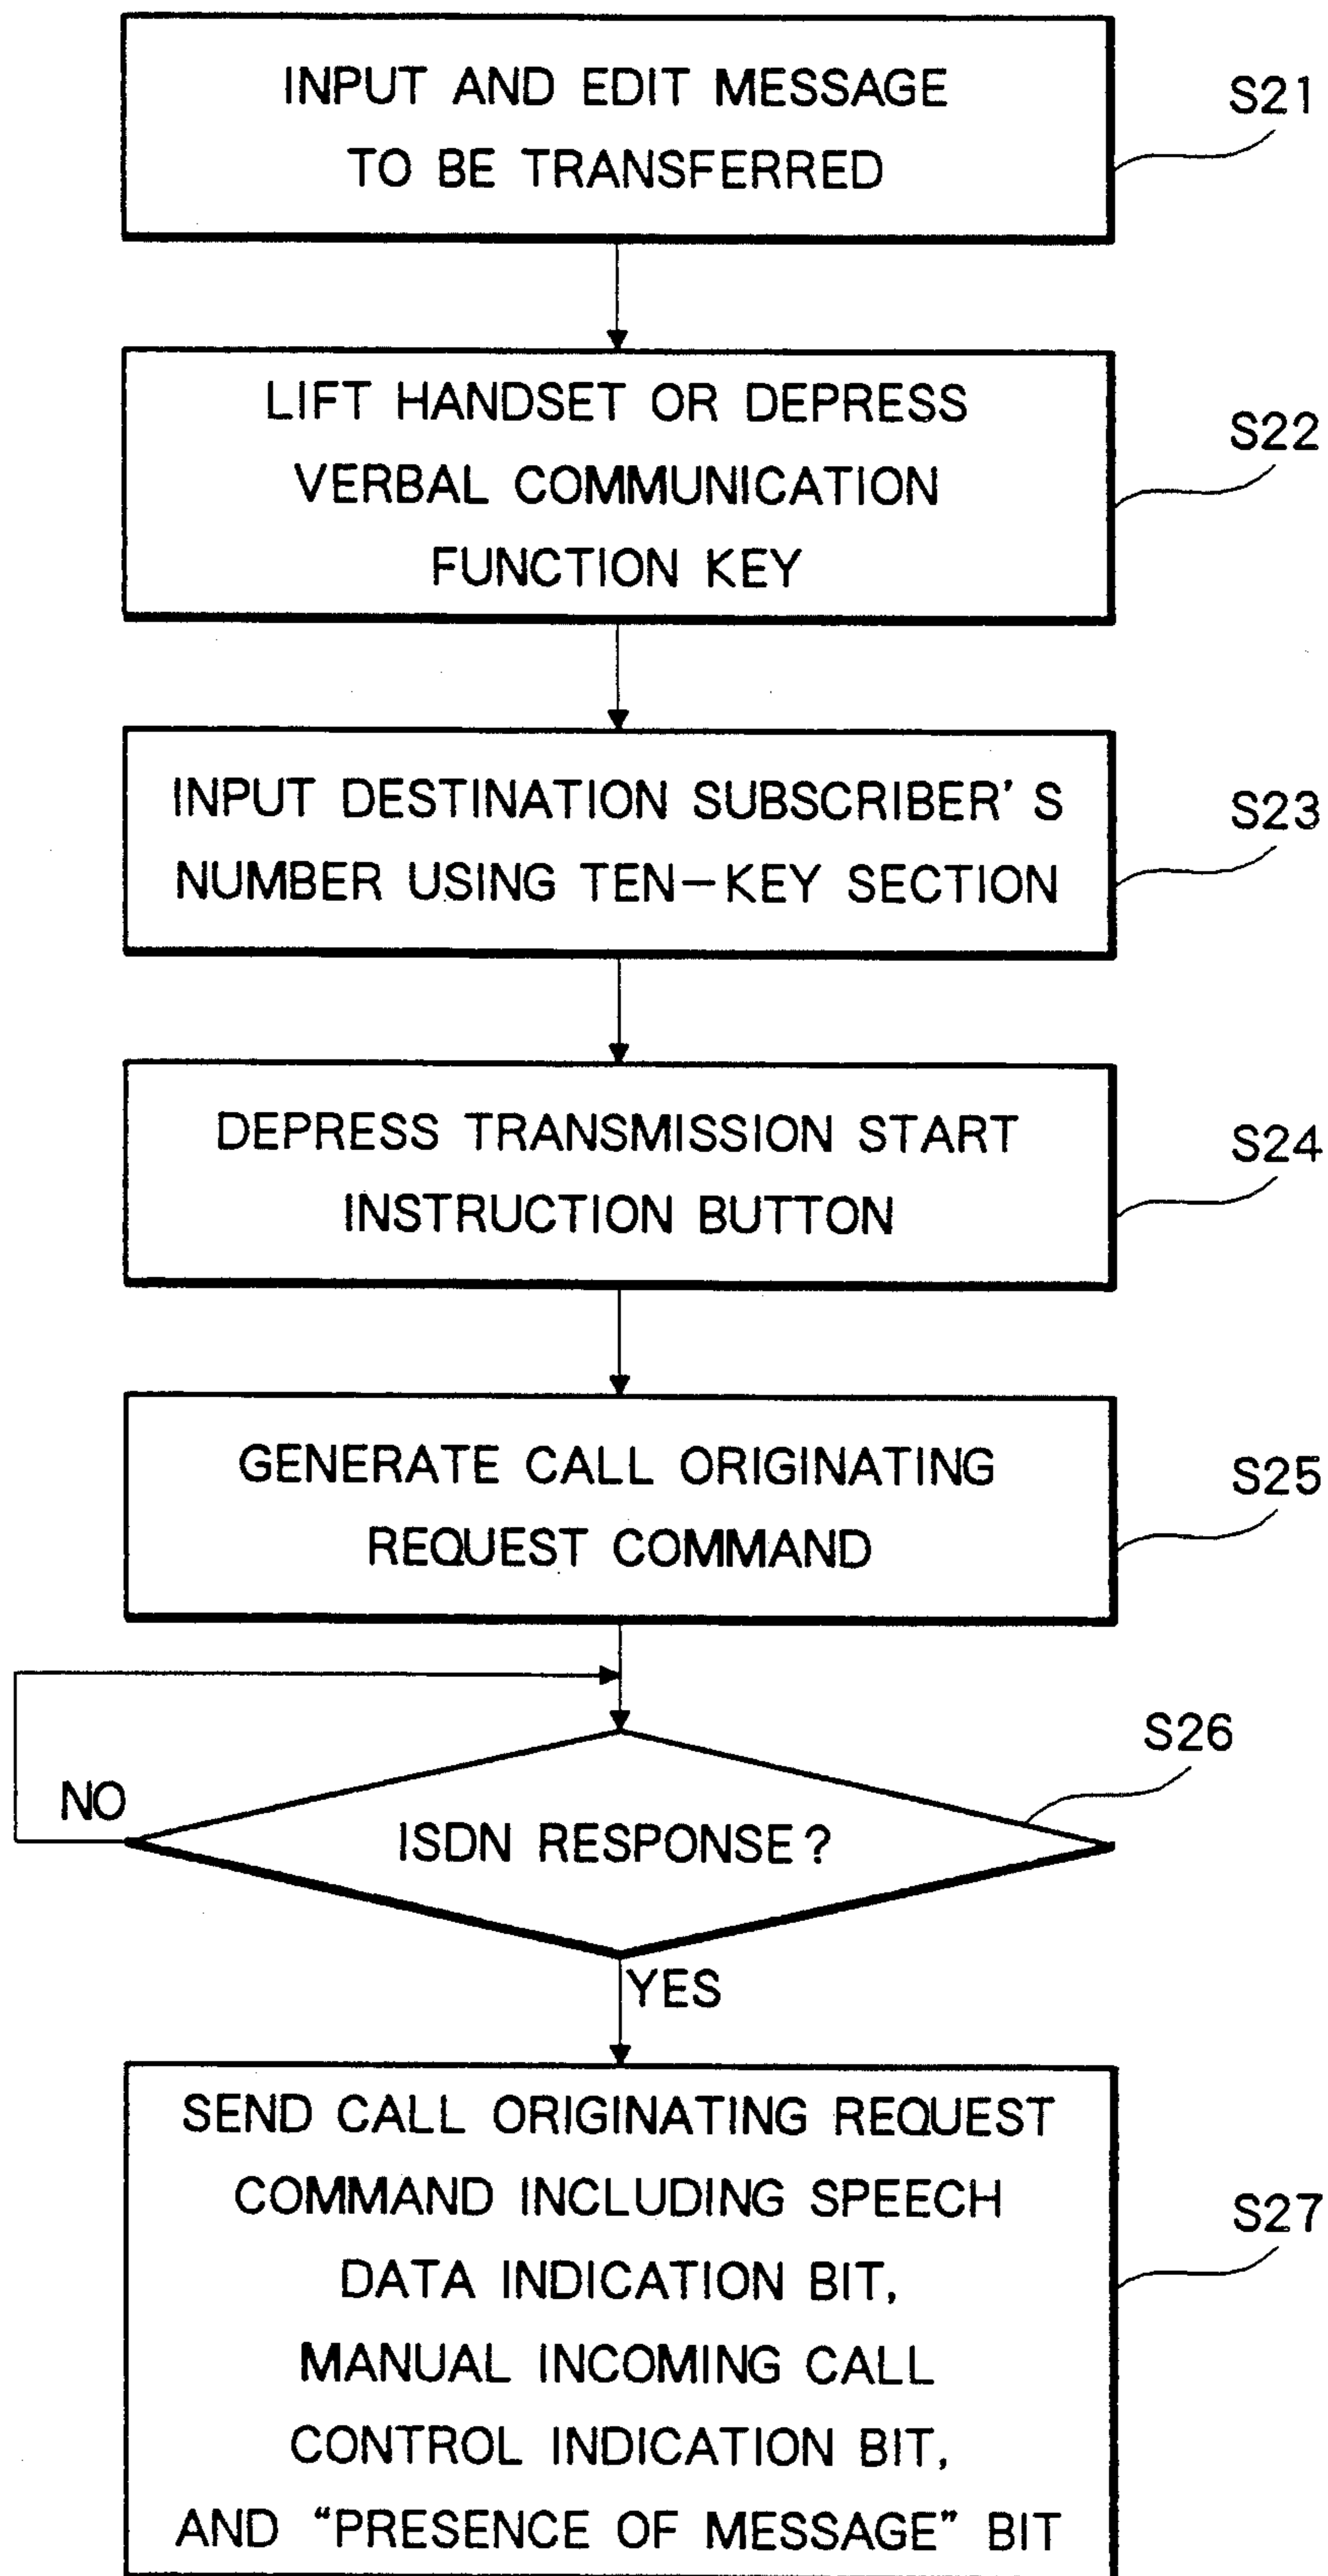 INPUT AND EDIT MESSAGE
TO BE TRANSFERRED
S21
LIFT HANDSET OR DEPRESS
VERBAL COMMUNICATION
FUNCTION KEY
S22
INPUT DESTINATION SUBSCRIBER'S
NUMBER USING TEN-KEY SECTION
S23
DEPRESS TRANSMISSION START
INSTRUCTION BUTTON
S24
GENERATE CALL ORIGINATING
REQUEST COMMAND
S25
S26
NO
ISDN RESPONSE?
YES
SEND CALL ORIGINATING REQUEST
COMMAND INCLUDING SPEECH
DATA INDICATION BIT,
MANUAL INCOMING CALL
CONTROL INDICATION BIT,
AND “PRESENCE OF MESSAGE” BIT
S27